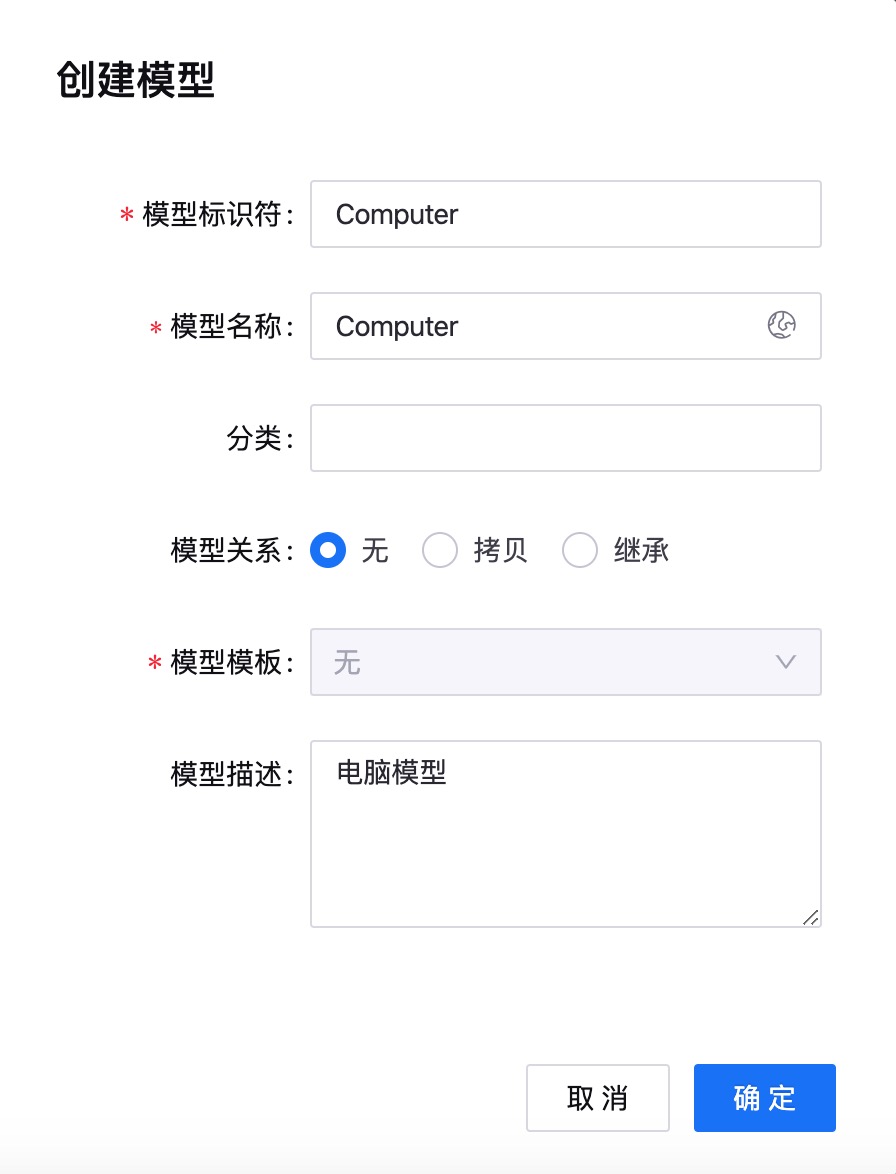 创建模型
* 模型标识符: Computer
* 模型名称: Computer
分类:
模型关系: 无 拷贝 继承
* 模型模板: 无
模型描述: 电脑模型
取 消 确 定